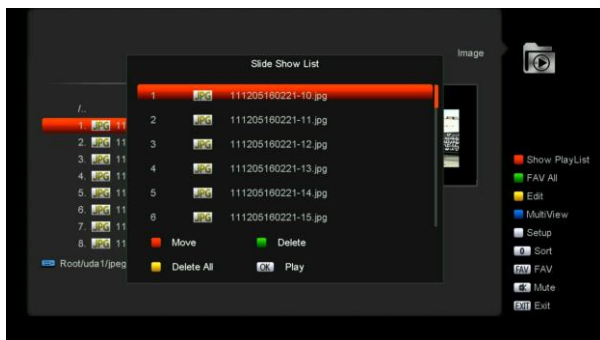 Image
Slide Show List
1 JPG 111205160221-10.jpg
2 JPG 111205160221-11.jpg
3 JPG 111205160221-12.jpg
4 JPG 111205160221-13.jpg
5 JPG 111205160221-14.jpg
6 JPG 111205160221-15.jpg
Move Delete
Delete All OK Play
/..
1. JPG 11
2. JPG 11
3. JPG 11
4. JPG 11
5. JPG 11
6. JPG 11
7. JPG 11
8. JPG 11
Root/uda1/jpeg
Show PlayList
FAV All
Edit
MultiView
Setup
0 Sort
FAV FAV
Mute
EXIT Exit